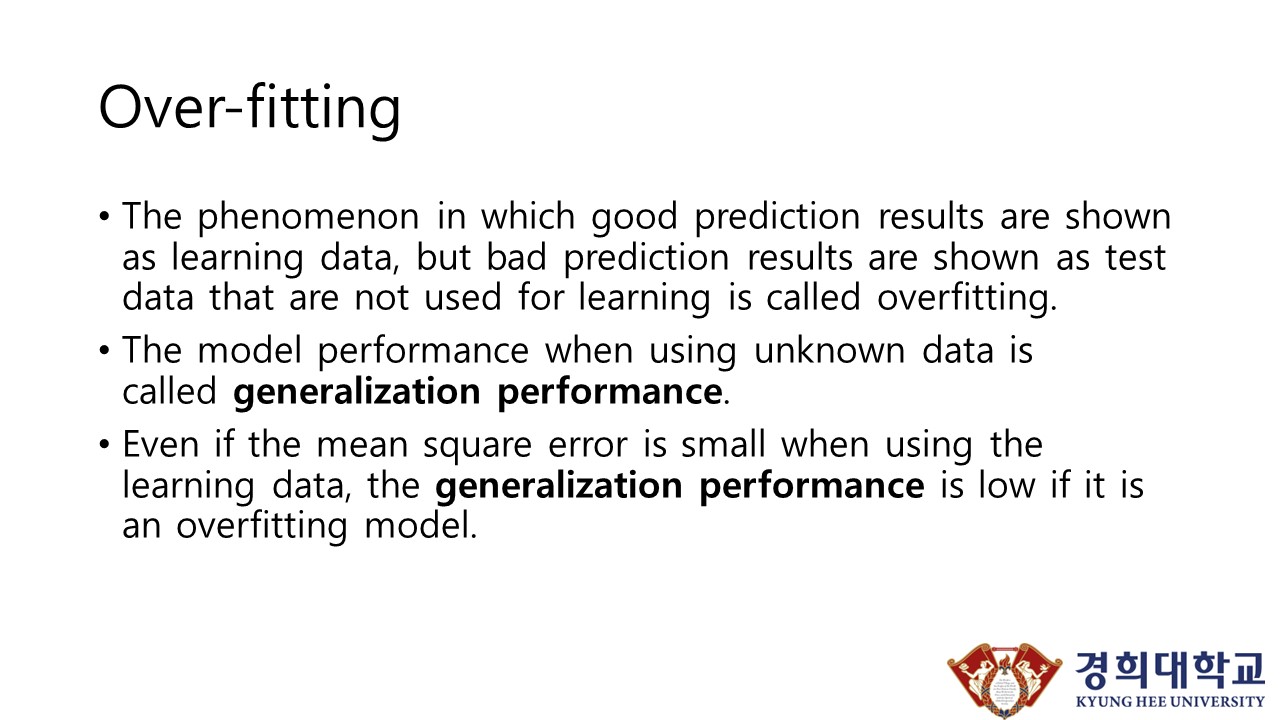 Over-fitting
• The phenomenon in which good prediction results are shown
as learning data, but bad prediction results are shown as test
data that are not used for learning is called overfitting.
• The model performance when using unknown data is
called generalization performance.
• Even if the mean square error is small when using the
learning data, the generalization performance is low if it is
an overfitting model.
경희대학교
KYUNG HEE UNIVERSITY